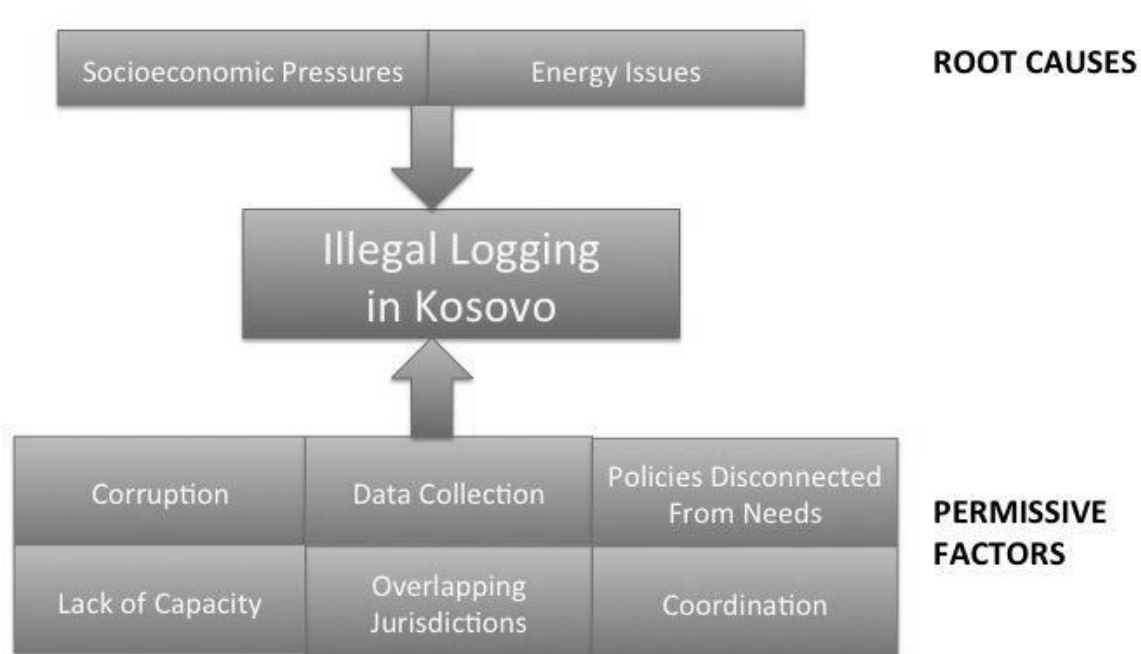 Socioeconomic Pressures
Energy Issues
ROOT CAUSES
Illegal Logging
in Kosovo
Corruption
Data Collection
Policies Disconnected
From Needs
PERMISSIVE
FACTORS
Lack of Capacity
Overlapping
Jurisdictions
Coordination